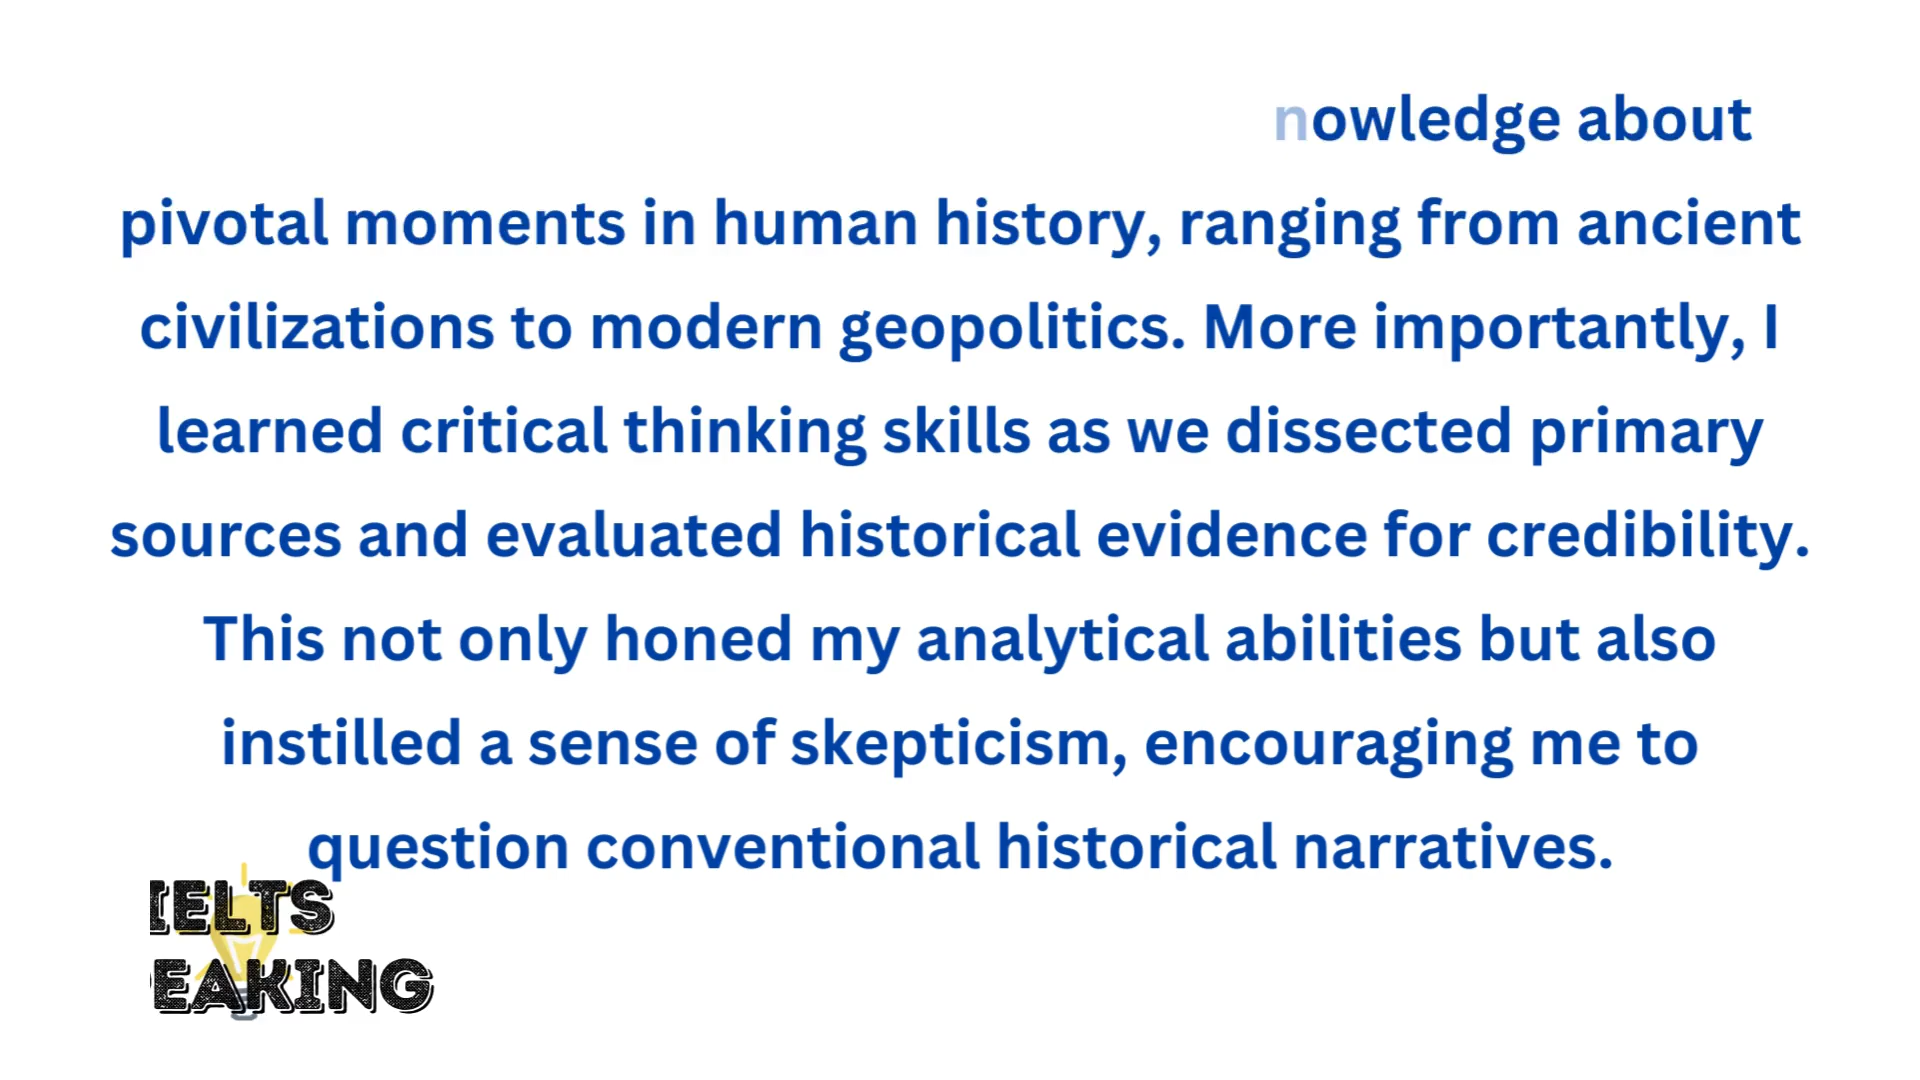 nowledge about
pivotal moments in human history, ranging from ancient
civilizations to modern geopolitics. More importantly, I
learned critical thinking skills as we dissected primary
sources and evaluated historical evidence for credibility.
This not only honed my analytical abilities but also
instilled a sense of skepticism, encouraging me to
question conventional historical narratives.
IELTS
PEAKING